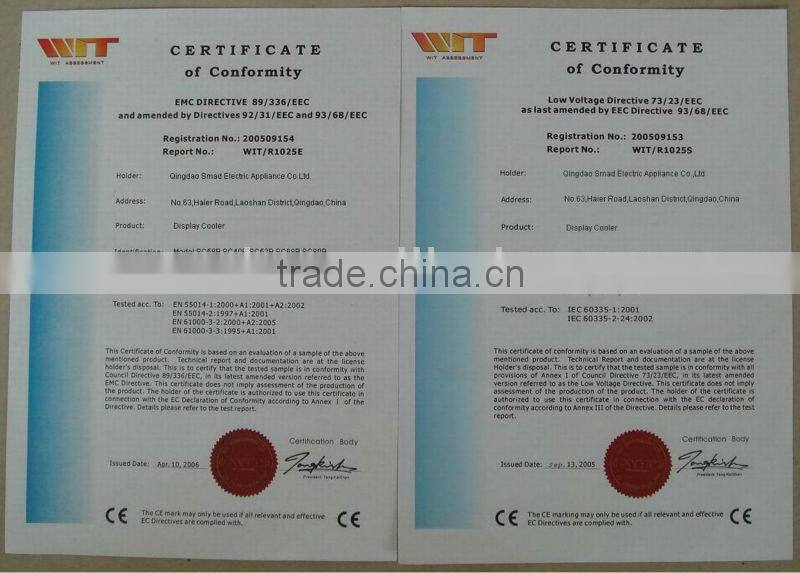 WIT
WIT ASSESSMENT
CERTIFICATE
of Conformity
EMC DIRECTIVE 89/336/EEC
and amended by Directives 92/31/EEC and 93/68/EEC
Registration No.: 200509154
Report No.: WIT/R1025E
Holder: Qingdao Smad Electric Appliance Co.Ltd.
Address: No.63,Haier Road,Laoshan District,Qingdao,China
Product: Display Cooler
Tested acc. To: EN 55014-1:2000+A1:2001+A2:2002
EN 55014-2:1997+A1:2001
EN 61000-3-2:2000+A2:2005
EN 61000-3-3:1995+A1:2001
This Certificate of Conformity is based on an evaluation of a sample of the above
mentioned product. Technical report and documentation are at the license
holder's disposal. This is to certify that the tested sample is in conformity with
Council Directive 89/336/EEC, in its latest amended version referred to as the
EMC Directive. This certificate does not imply assessment of the production of
the product. The holder of the certificate is authorized to use this certificate in
connection with the EC Declaration of Conformity according to Annex I of the
Directive. Details please refer to the test report.
Certification Body
Issued Date: Apr.10,2006
WIT
President Tang KaiShen
CE The CE mark may only be used if all relevant and effective CE
EC Directives are complied with.
WIT
WIT ASSESSMENT
CERTIFICATE
of Conformity
Low Voltage Directive 73/23/EEC
as last amended by EEC Directive 93/68/EEC
Registration No.: 200509153
Report No.: WIT/R1025S
Holder: Qingdao Smad Electric Appliance Co.,Ltd
Address: No.63,Haier Road,Laoshan District,Qingdao,China
Product: Display Cooler
Tested acc. To: IEC 60335-1:2001
IEC 60335-2-24:2002
This certificate of conformity is based on an evaluation of a sample of the above
mentioned product. Technical Report and documentation are at the License
Holder's disposal. This is to certify that the tested sample is in conformity with all
provisions of Annex I of Council Directive 73/23/EEC, in its latest amended
version referred to as the Low Voltage Directive. This certificate does not imply
assessment of the production of the product. The holder of the certificate is
authorized to use this certificate in connection with the EC declaration of
conformity according to Annex III of the Directive. Details please refer to the test
report.
Certification Body
Issued Date: Sep.13,2005
President Tang KaiShen
CE The CE marking may only be used if all relevant and effective CE
EC Directives are complied with.
trade.china.cn